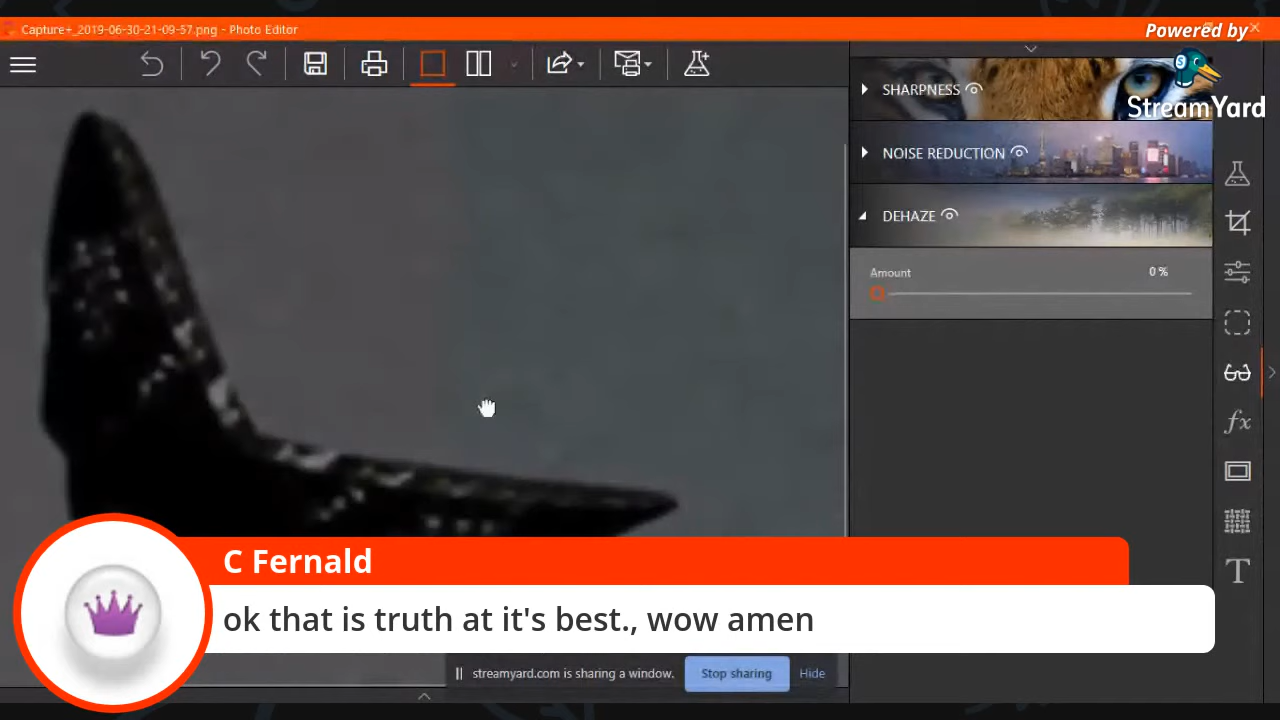 Capture+_2019-06-30-21-09-57.png - Photo Editor
Powered by
StreamYard
SHARPNESS
NOISE REDUCTION
DEHAZE
Amount 0 %
fx
T
C Fernald
ok that is truth at it's best., wow amen
streamyard.com is sharing a window. Stop sharing Hide